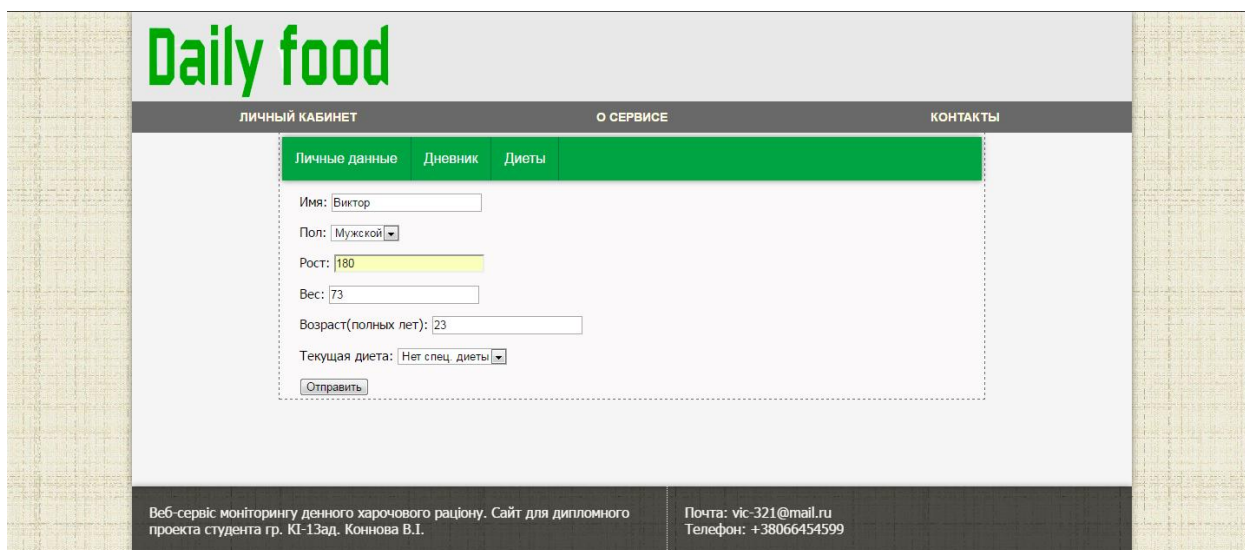 Daily food
ЛИЧНЫЙ КАБИНЕТ О СЕРВИСЕ КОНТАКТЫ
Личные данные Дневник Диеты
Имя: Виктор
Пол: Мужской
Рост: 180
Вес: 73
Возраст(полных лет): 23
Текущая диета: Нет спец. диеты
Отправить
Веб-сервіс моніторингу денного харочового раціону. Сайт для дипломного
проекта студента гр. КІ-13ад. Коннова В.І.
Почта: vic-321@mail.ru
Телефон: +38066454599